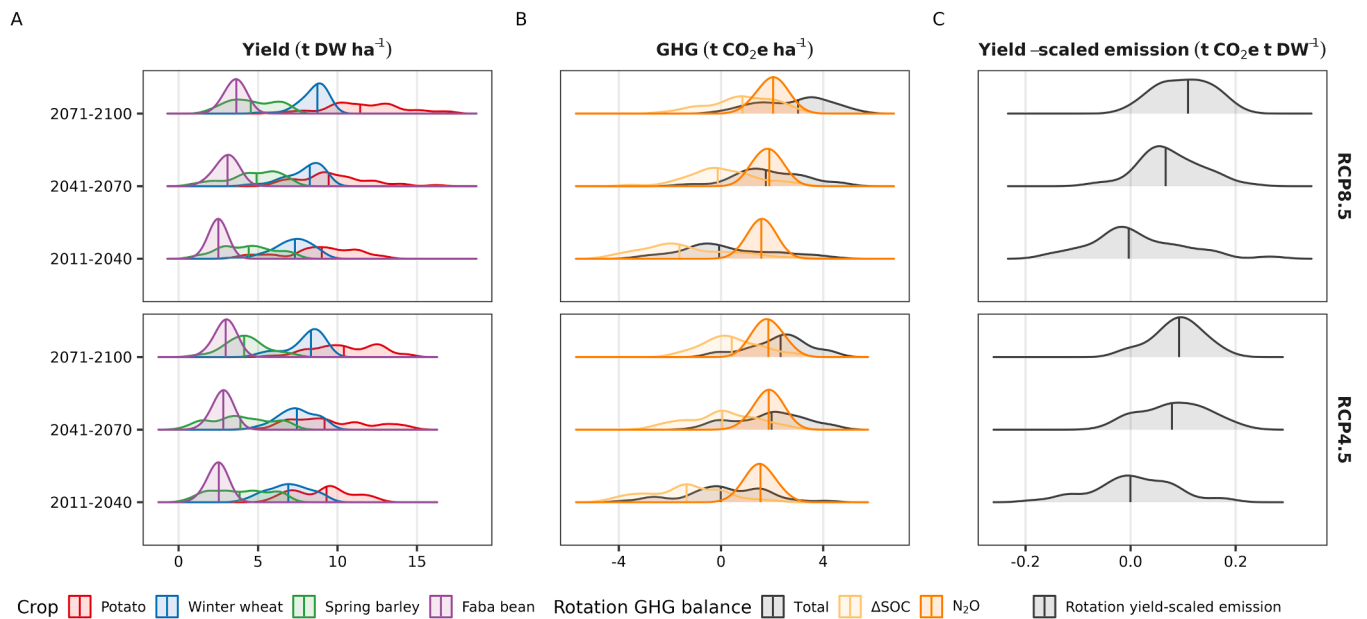 A
B
C
Yield (t DW ha⁻¹)
GHG (t CO₂e ha⁻¹)
Yield –scaled emission (t CO₂e t DW⁻¹)
2071-2100
2041-2070
2011-2040
RCP8.5
2071-2100
2041-2070
2011-2040
RCP4.5
0 5 10 15
-4 0 4
-0.2 0.0 0.2
Crop Potato Winter wheat Spring barley Faba bean Rotation GHG balance Total ΔSOC N₂O Rotation yield-scaled emission